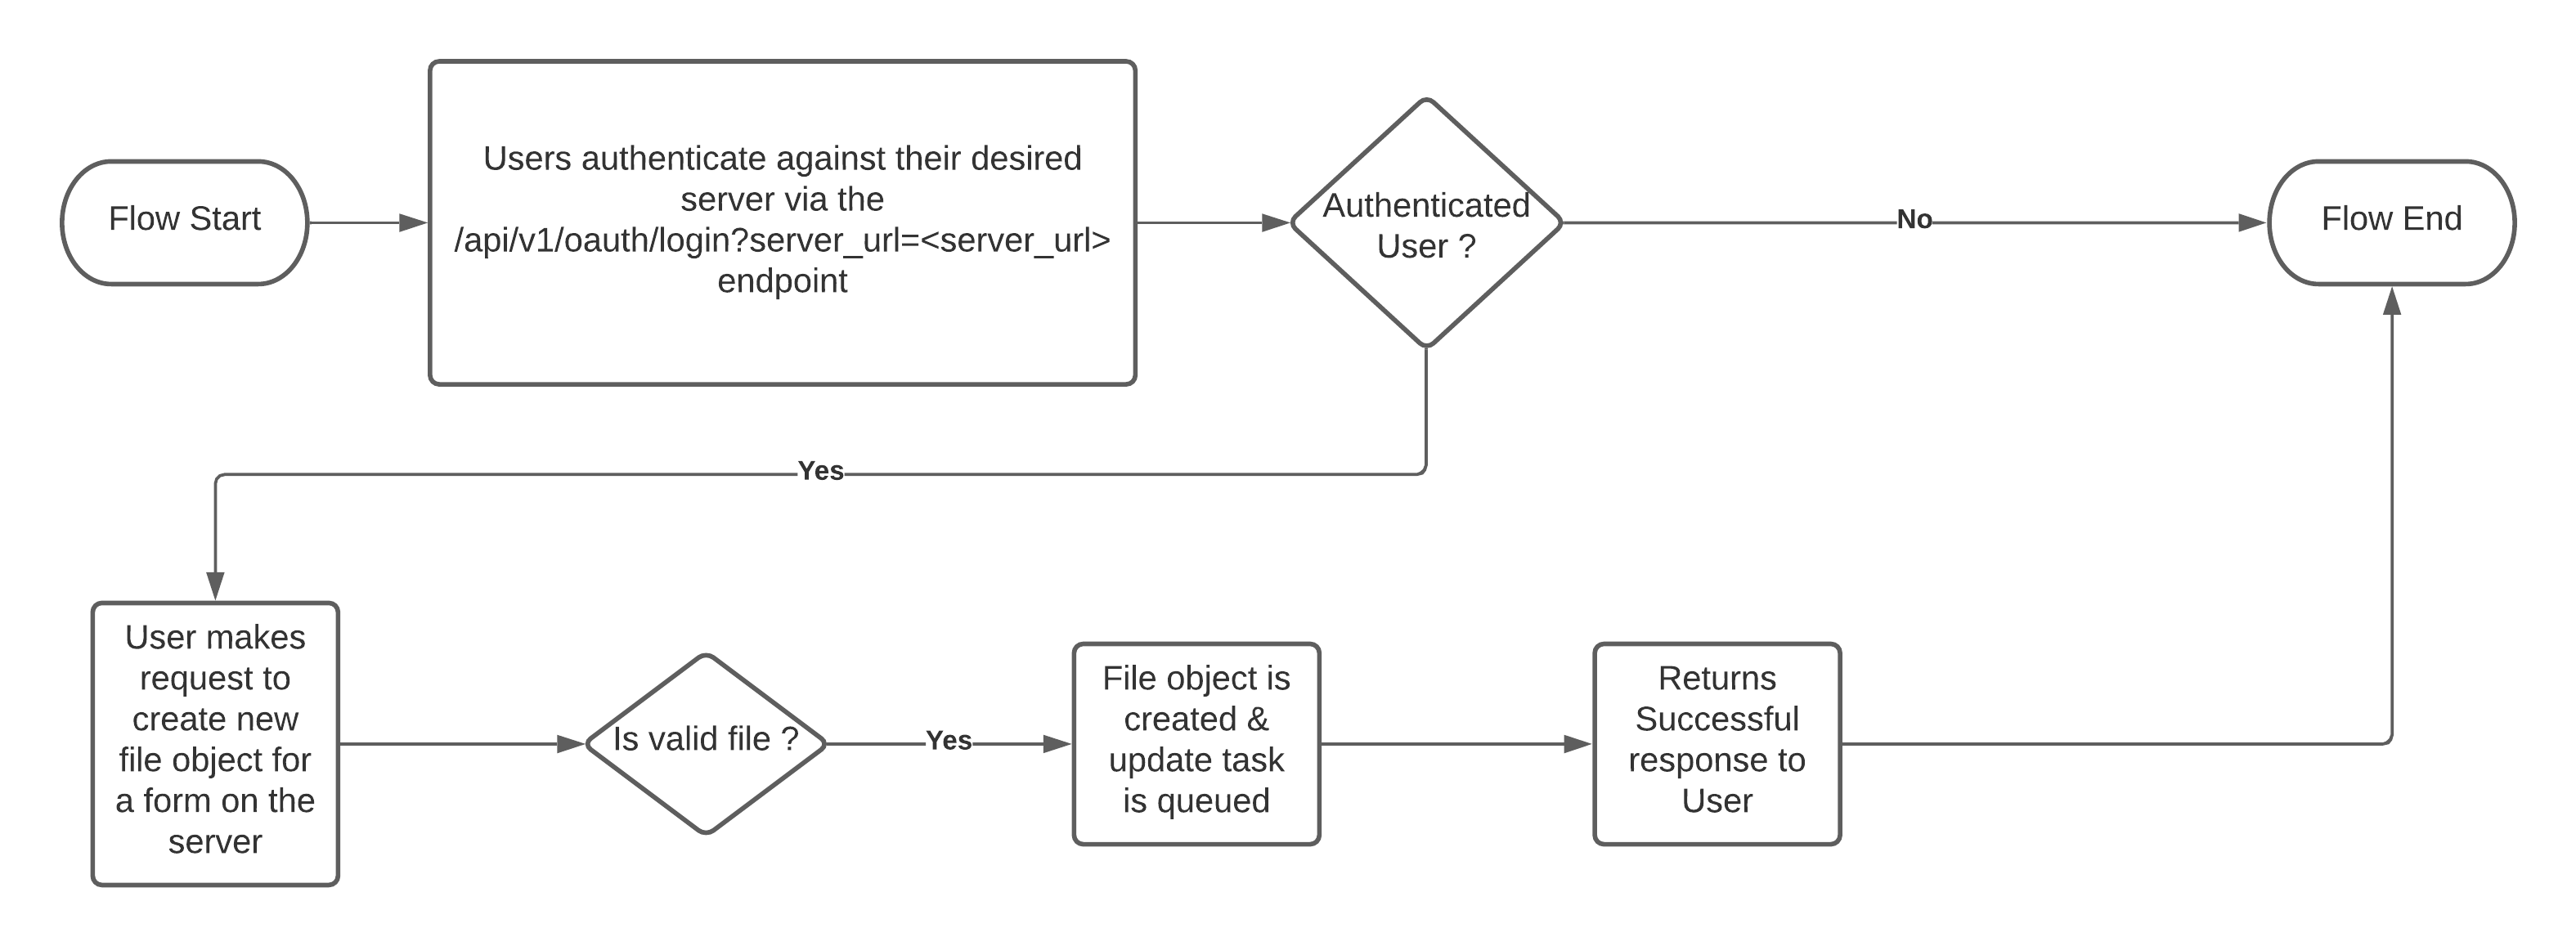 Flow Start
Users authenticate against their desired
server via the
/api/v1/oauth/login?server_url=<server_url>
endpoint
Authenticated
User ?
No
Flow End
Yes
User makes
request to
create new
file object for
a form on the
server
Is valid file ?
Yes
File object is
created &
update task
is queued
Returns
Successful
response to
User